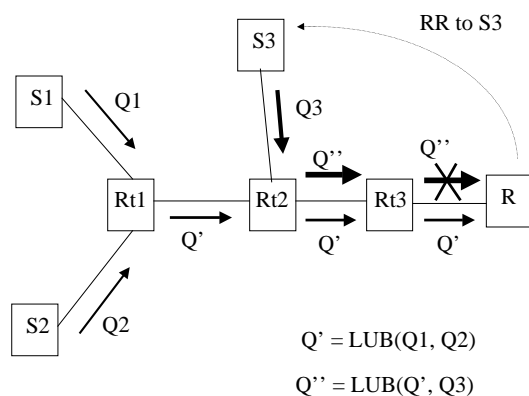 S3
RR to S3
S1
Q1
Q3
Q’’
Q’’
Rt1
Rt2
Rt3
R
Q’
Q’
Q’
S2
Q2
Q’ = LUB(Q1, Q2)
Q’’ = LUB(Q’, Q3)